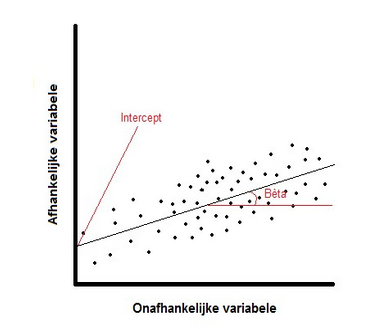 Intercept
Bèta
Afhankelijke variabele
Onafhankelijke variabele